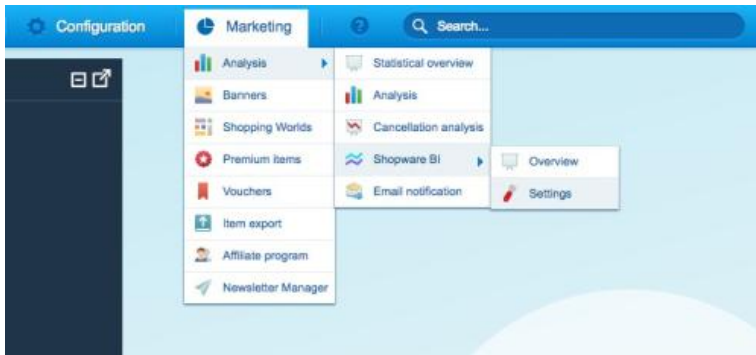 Configuration
Marketing
Search...
Analysis
Banners
Shopping Worlds
Premium items
Vouchers
Item export
Affiliate program
Newsletter Manager
Statistical overview
Analysis
Cancellation analysis
Shopware BI
Email notification
Overview
Settings